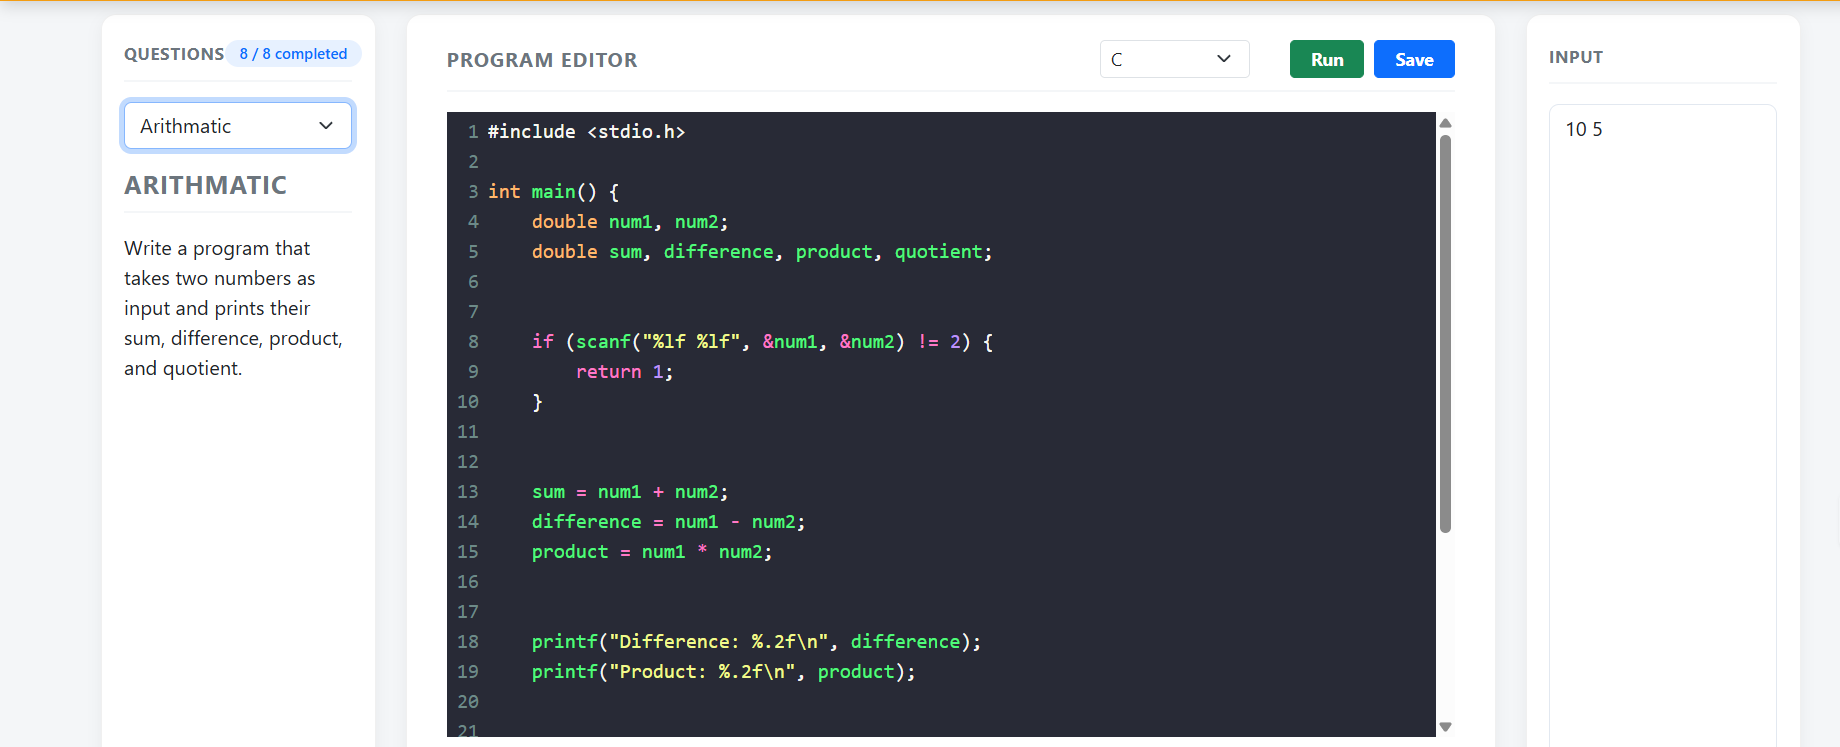 QUESTIONS 8 / 8 completed
Arithmatic
ARITHMATIC
Write a program that
takes two numbers as
input and prints their
sum, difference, product,
and quotient.
PROGRAM EDITOR C Run Save
1 #include <stdio.h>
2
3 int main() {
4     double num1, num2;
5     double sum, difference, product, quotient;
6
7
8     if (scanf("%lf %lf", &num1, &num2) != 2) {
9         return 1;
10     }
11
12
13     sum = num1 + num2;
14     difference = num1 - num2;
15     product = num1 * num2;
16
17
18     printf("Difference: %.2f\n", difference);
19     printf("Product: %.2f\n", product);
20
21
INPUT
10 5